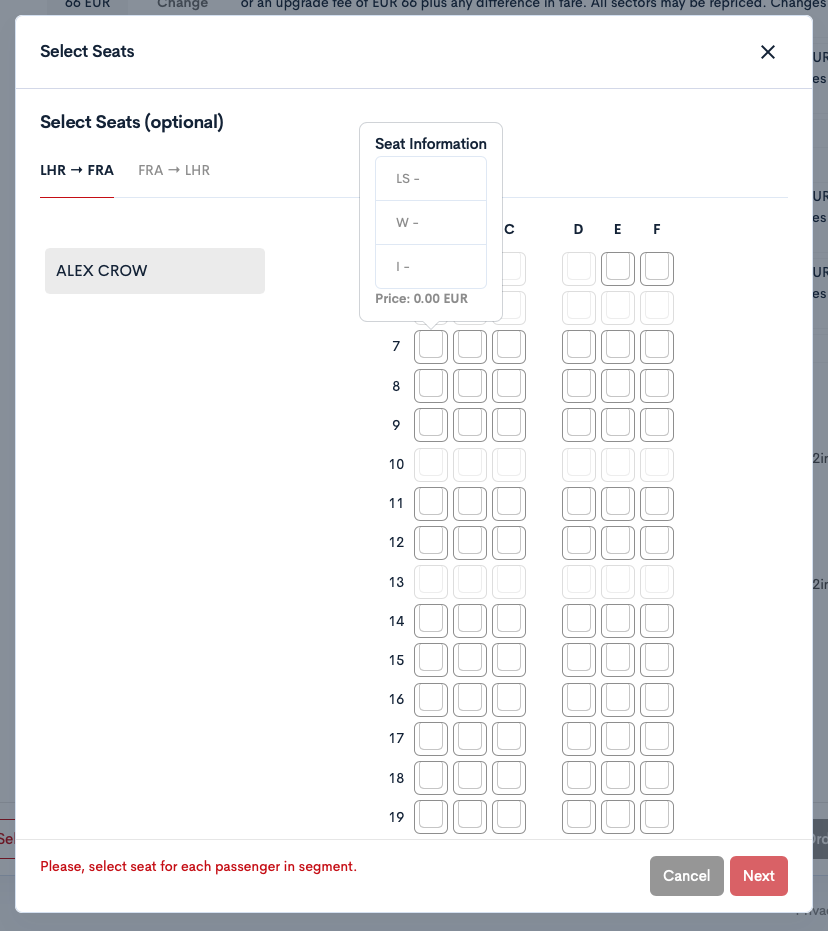 66 EUR Change or an upgrade fee of EUR 66 plus any difference in fare. All sectors may be repriced. Changes
Select Seats
Select Seats (optional)
LHR → FRA FRA → LHR
Seat Information
LS -
W -
I -
Price: 0.00 EUR
C D E F
ALEX CROW
7
8
9
10
11
12
13
14
15
16
17
18
19
Please, select seat for each passenger in segment.
Cancel Next